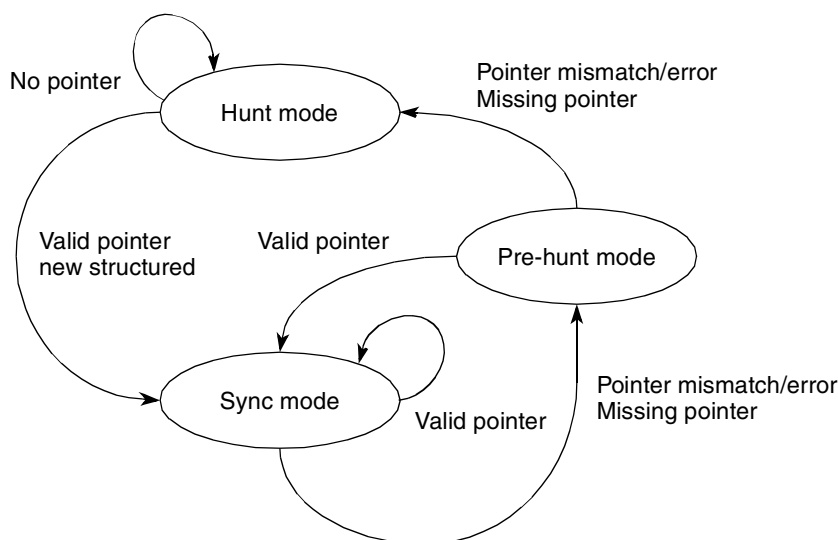 No pointer
Pointer mismatch/error
Missing pointer
Hunt mode
Valid pointer
new structured
Valid pointer
Pre-hunt mode
Sync mode
Valid pointer
Pointer mismatch/error
Missing pointer